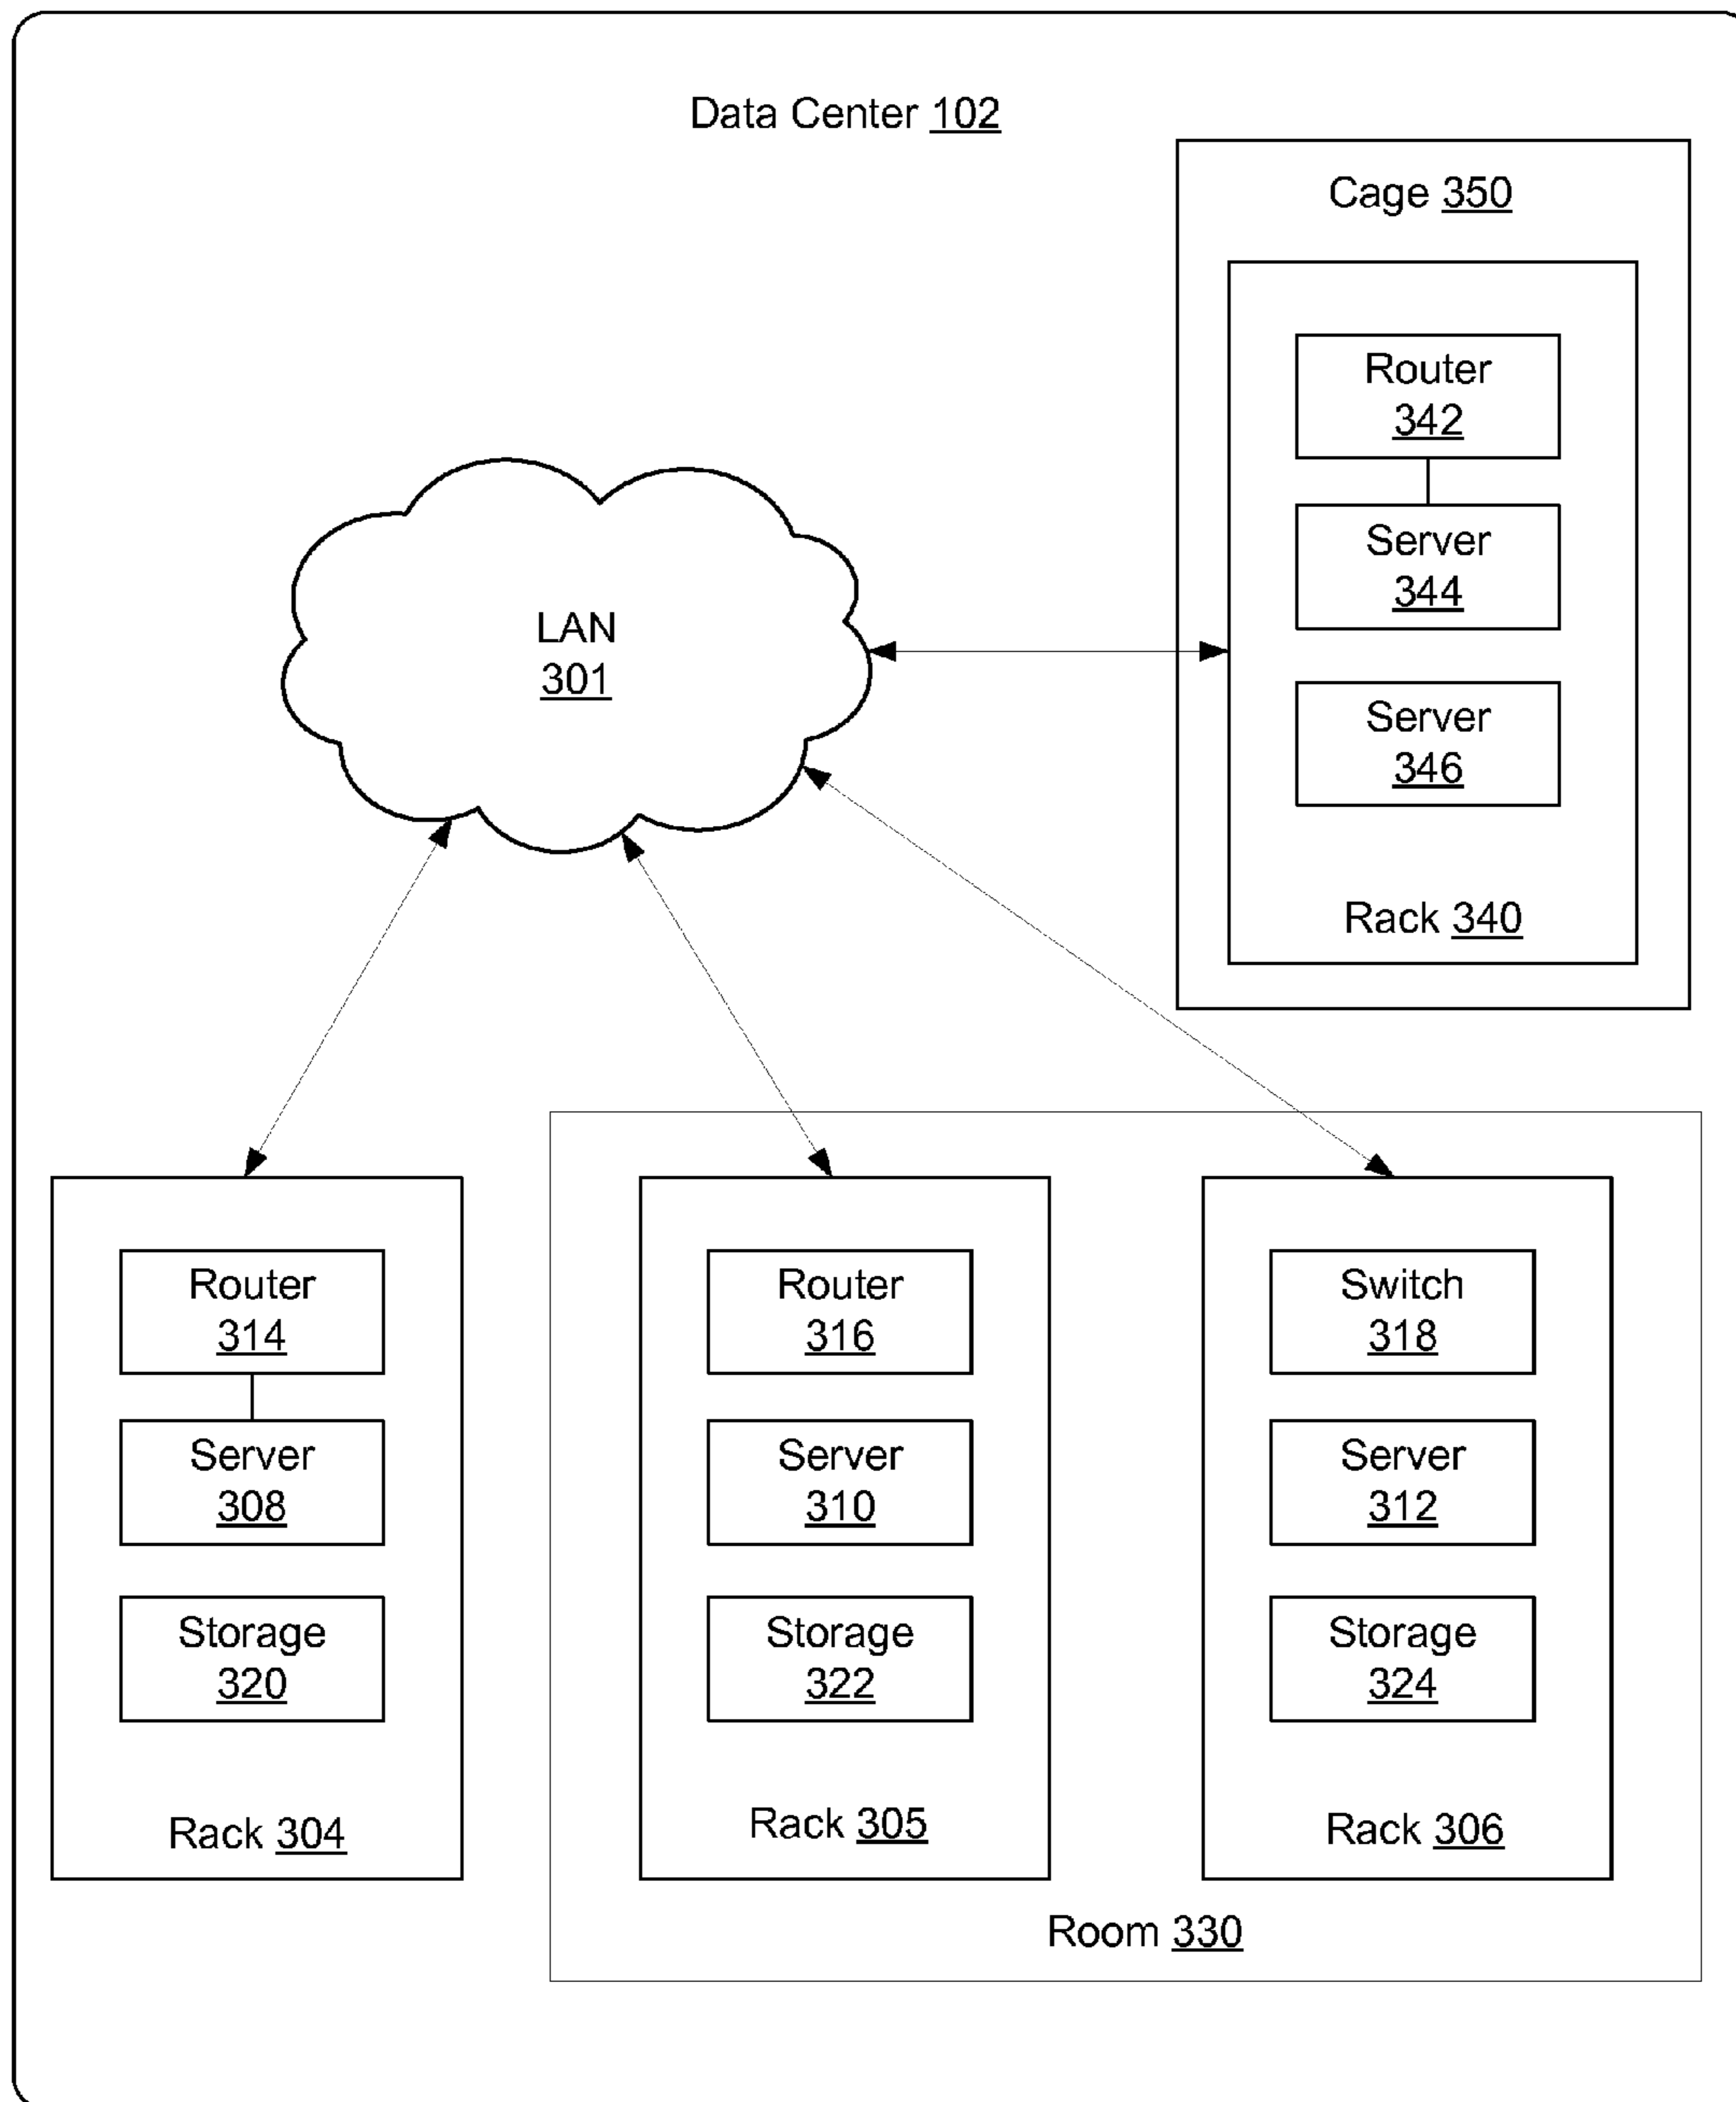 Data Center 102
Cage 350
Router
342
Server
344
Server
346
Rack 340
LAN
301
Router
314
Server
308
Storage
320
Rack 304
Router
316
Server
310
Storage
322
Rack 305
Switch
318
Server
312
Storage
324
Rack 306
Room 330